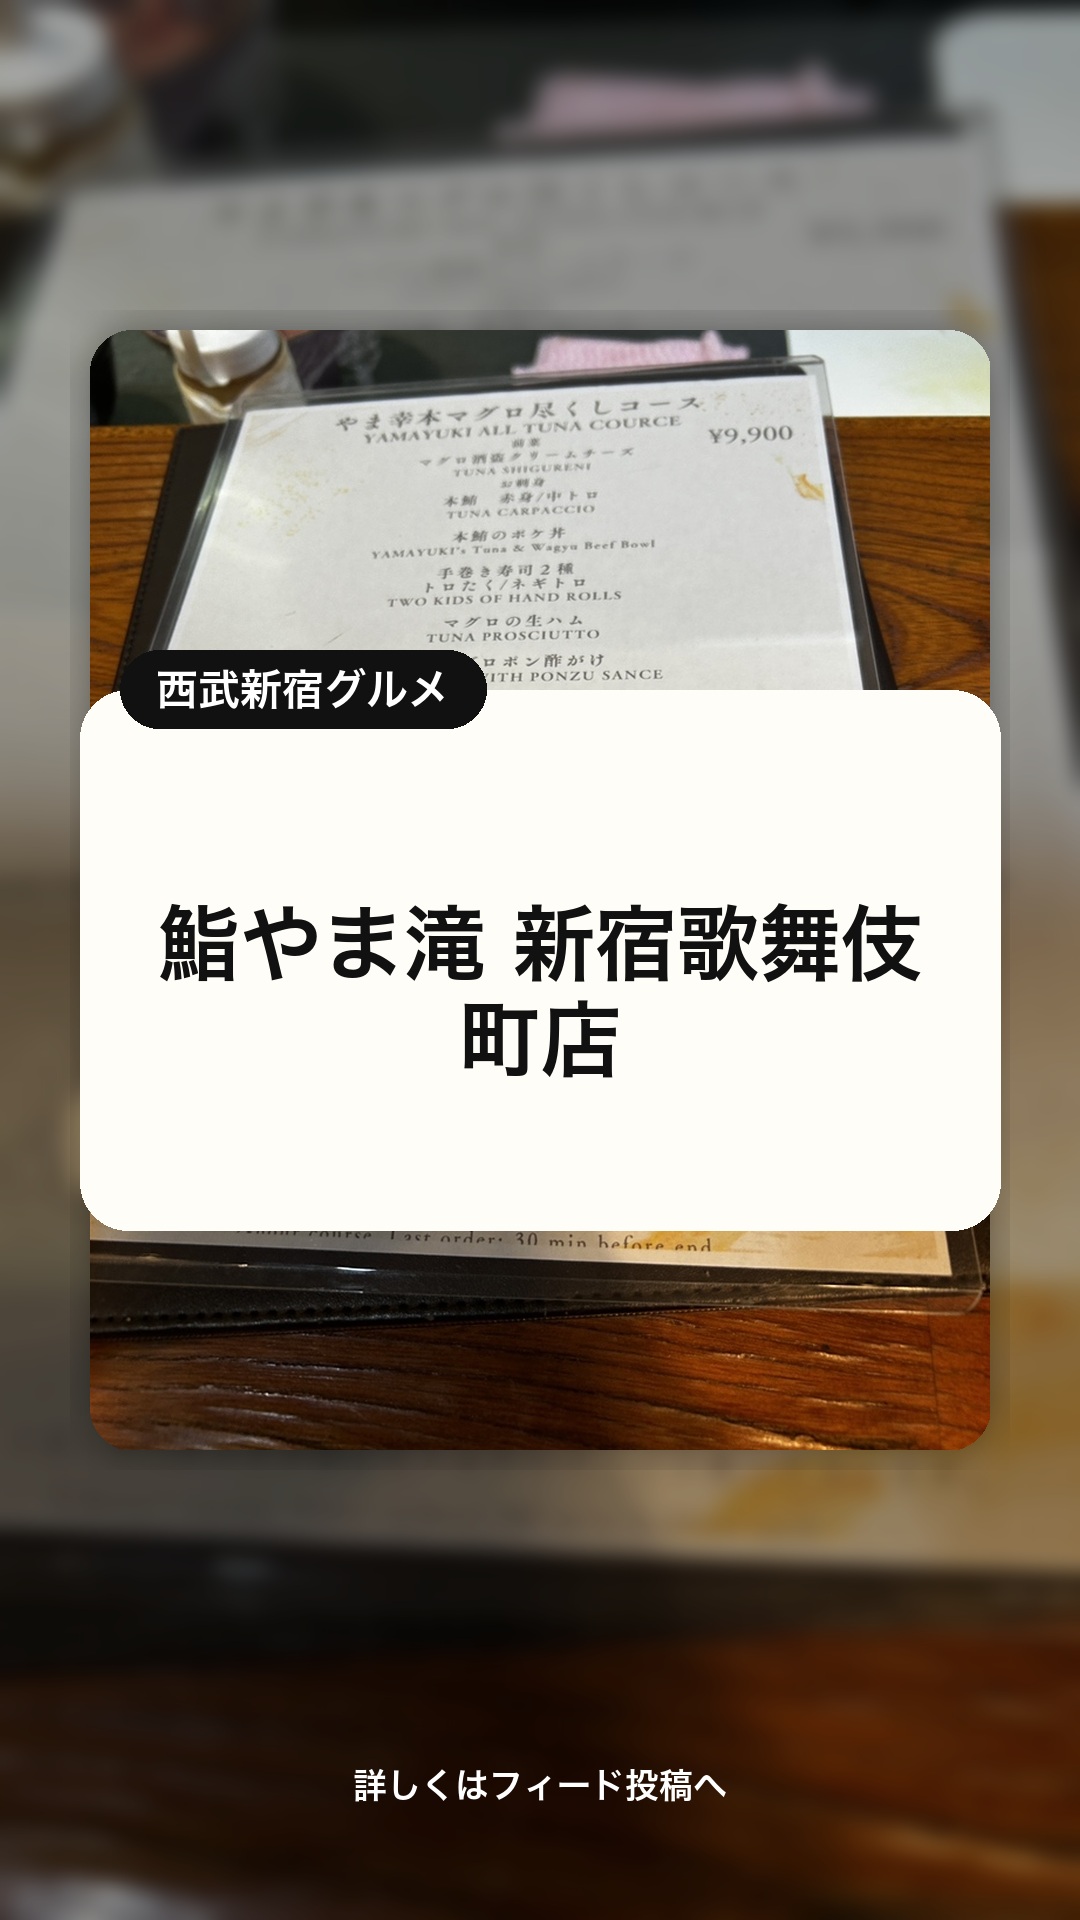 やま幸本マグロ尽くしコース
YAMAYUKI ALL TUNA COURCE
¥9,900
前菜
マグロ酒盗クリームチーズ
TUNA SHIGURENI
お刺身
本鮪 赤身/中トロ
TUNA CARPACCIO
本鮪のポケ丼
YAMAYUKI's Tuna & Wagyu Beef Bowl
手巻き寿司2種
トロたく/ネギトロ
TWO KIDS OF HAND ROLLS
マグロの生ハム
TUNA PROSCIUTTO
ロポン酢がけ
WITH PONZU SANCE
西武新宿グルメ
鮨やま滝 新宿歌舞伎
町店
course. Last order: 30 min before end
詳しくはフィード投稿へ